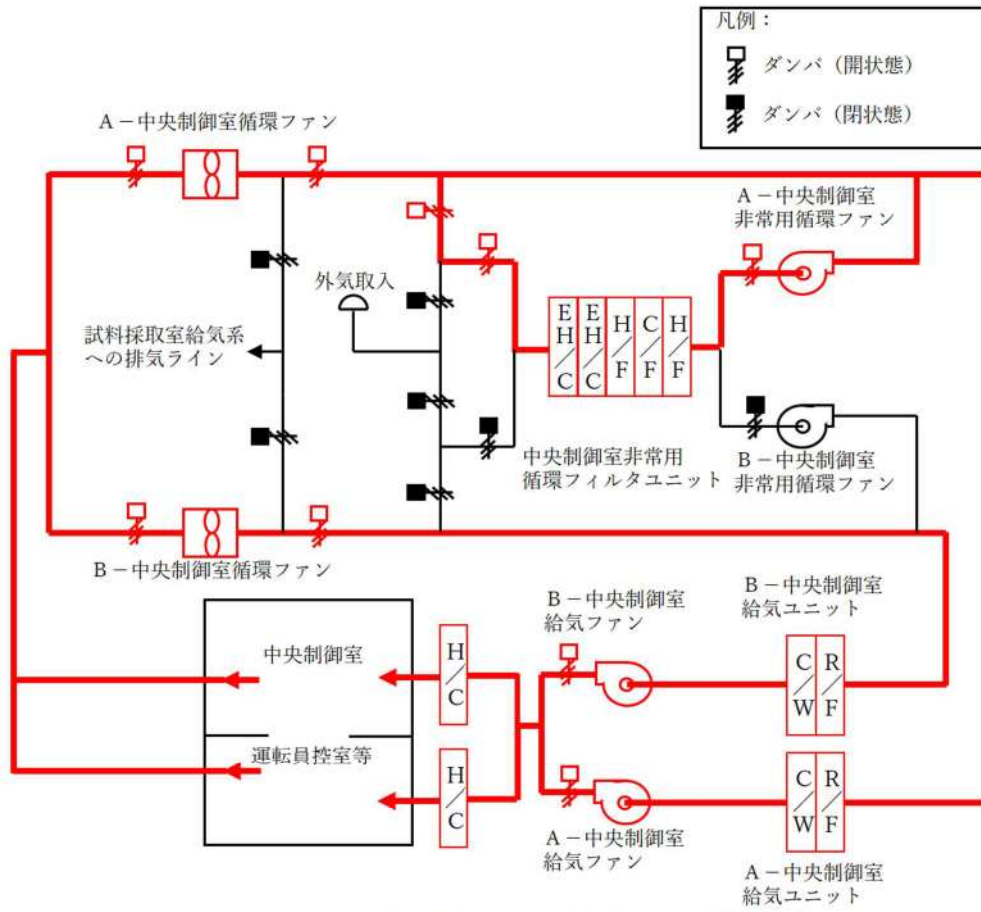 凡例：
ダンパ（開状態）
ダンパ（閉状態）
A－中央制御室循環ファン
A－中央制御室
非常用循環ファン
外気取入
試料採取室給気系
への排気ライン
EH/C
EH/C
H/F
C/F
H/F
中央制御室非常用
循環フィルタユニット
B－中央制御室
非常用循環ファン
B－中央制御室循環ファン
B－中央制御室
給気ファン
B－中央制御室
給気ユニット
中央制御室
H/C
C/W
R/F
運転員控室等
H/C
C/W
R/F
A－中央制御室
給気ファン
A－中央制御室
給気ユニット